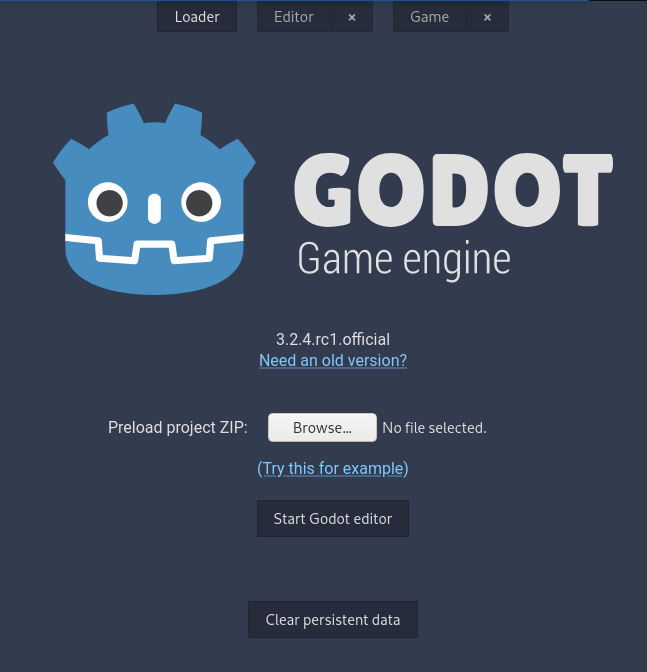 Loader Editor × Game ×
GODOT
Game engine
3.2.4.rc1.official
Need an old version?
Preload project ZIP: Browse... No file selected.
(Try this for example)
Start Godot editor
Clear persistent data